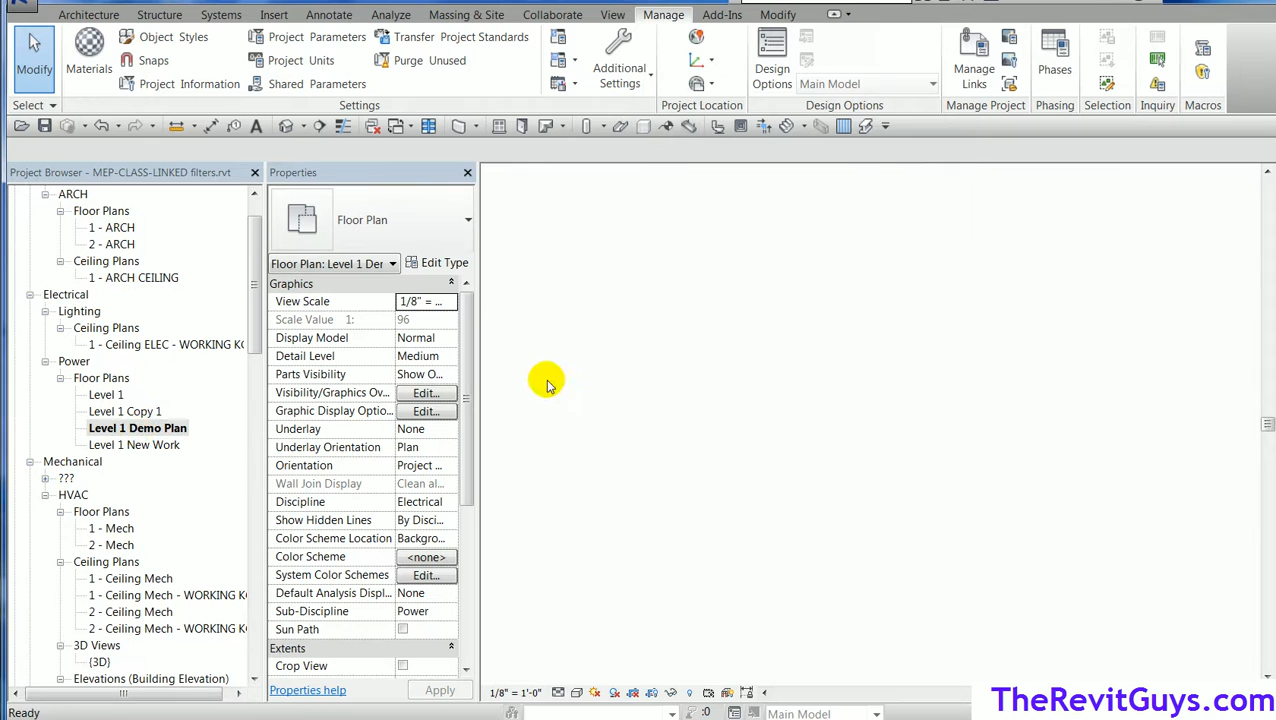 Architecture Structure Systems Insert Annotate Analyze Massing & Site Collaborate View Manage Add-Ins Modify
Modify
Materials
Object Styles
Snaps
Project Information
Project Parameters
Project Units
Shared Parameters
Transfer Project Standards
Purge Unused
Additional
Settings
Design
Options
Main Model
Manage
Links
Phases
Select
Settings
Project Location
Design Options
Manage Project
Phasing
Selection
Inquiry
Macros
Project Browser - MEP-CLASS-LINKED filters.rvt
ARCH
Floor Plans
1 - ARCH
2 - ARCH
Ceiling Plans
1 - ARCH CEILING
Electrical
Lighting
Ceiling Plans
1 - Ceiling ELEC - WORKING
Power
Floor Plans
Level 1
Level 1 Copy 1
Level 1 Demo Plan
Level 1 New Work
Mechanical
???
HVAC
Floor Plans
1 - Mech
2 - Mech
Ceiling Plans
1 - Ceiling Mech
1 - Ceiling Mech - WORKING
2 - Ceiling Mech
2 - Ceiling Mech - WORKING
3D Views
{3D}
Elevations (Building Elevation)
Properties
Floor Plan
Floor Plan: Level 1 Der
Edit Type
Graphics
View Scale 1/8" = ...
Scale Value 1: 96
Display Model Normal
Detail Level Medium
Parts Visibility Show O...
Visibility/Graphics Ov... Edit...
Graphic Display Optio... Edit...
Underlay None
Underlay Orientation Plan
Orientation Project ...
Wall Join Display Clean al...
Discipline Electrical
Show Hidden Lines By Disci...
Color Scheme Location Backgro...
Color Scheme <none>
System Color Schemes Edit...
Default Analysis Displ... None
Sub-Discipline Power
Sun Path
Extents
Crop View
Properties help
Apply
1/8" = 1'-0"
Ready
:0
Main Model
TheRevitGuys.com